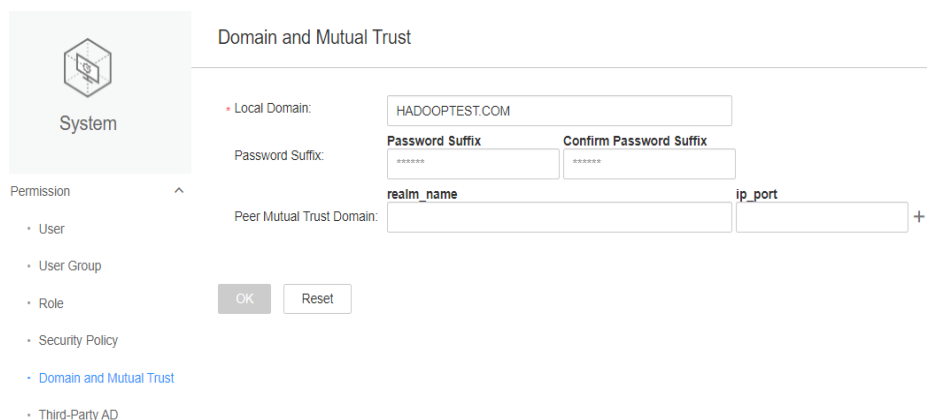 System
Permission
User
User Group
Role
Security Policy
Domain and Mutual Trust
Third-Party AD
Domain and Mutual Trust
* Local Domain:
HADOOPTEST.COM
Password Suffix Confirm Password Suffix
Password Suffix:
****** ******
realm_name ip_port
Peer Mutual Trust Domain:
+
OK Reset